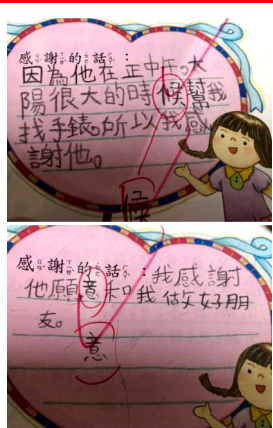 感謝的話：
因為他在正中午。太
陽很大的時候幫我
找手錶。所以我感
謝他。
候
感謝的話：我感謝
他願意和我做好朋
友。
意